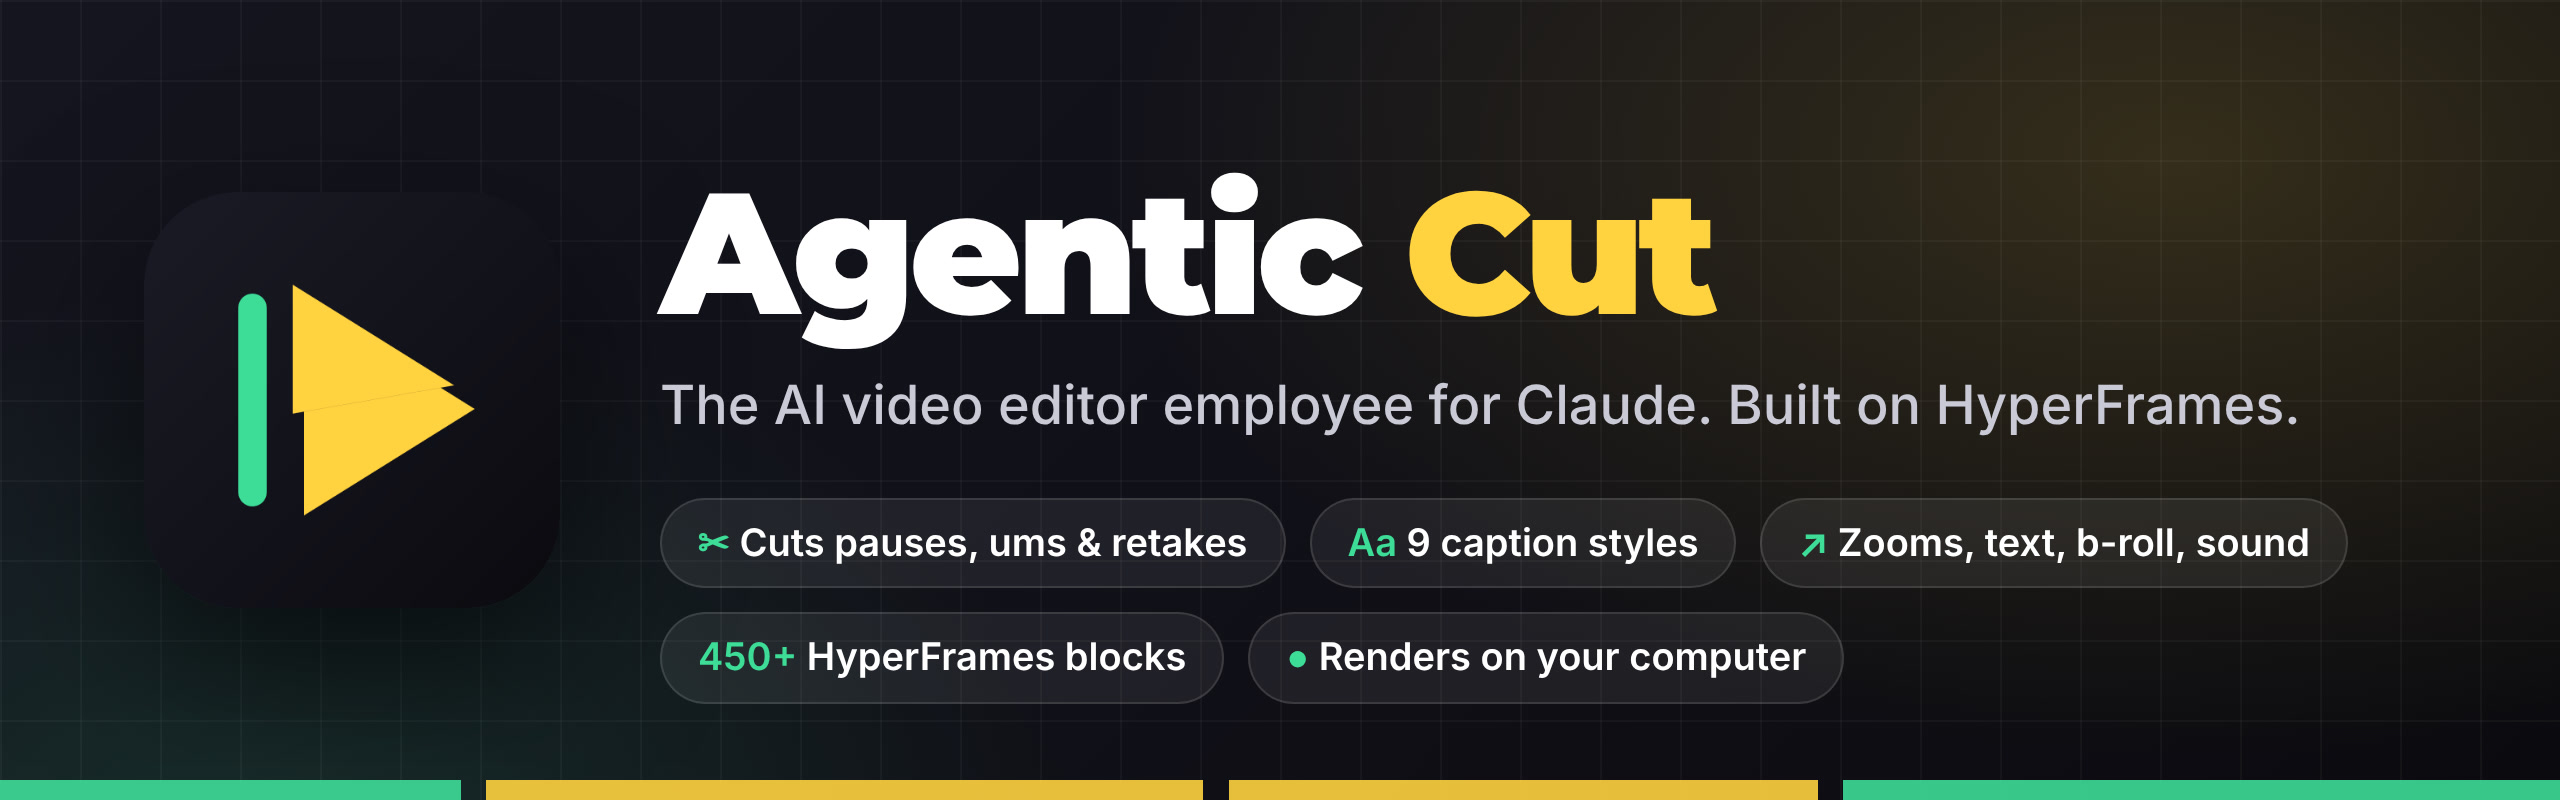 Agentic Cut
The AI video editor employee for Claude. Built on HyperFrames.
✂ Cuts pauses, ums & retakes
Aa 9 caption styles
↗ Zooms, text, b-roll, sound
450+ HyperFrames blocks
● Renders on your computer